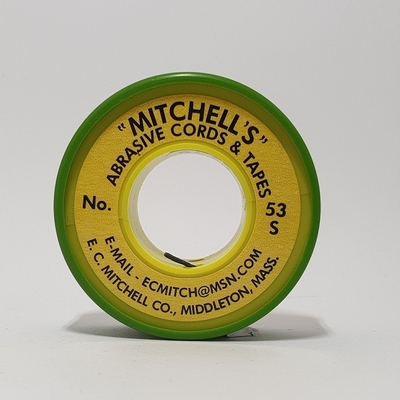 "MITCHELL'S"
ABRASIVE CORDS & TAPES
No. 53
S
E-MAIL - ECMITCH@MSN.COM
E. C. MITCHELL CO., MIDDLETON, MASS.